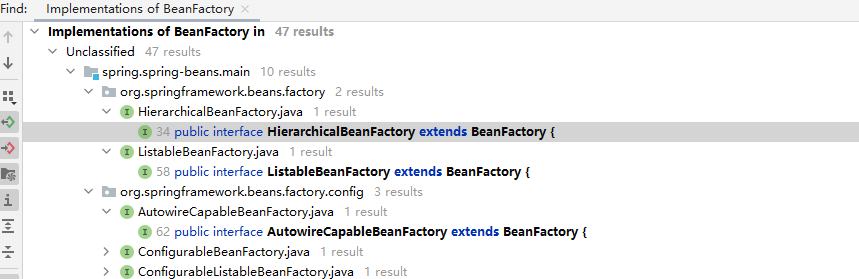 Find: Implementations of BeanFactory ×
Implementations of BeanFactory in 47 results
Unclassified 47 results
spring.spring-beans.main 10 results
org.springframework.beans.factory 2 results
HierarchicalBeanFactory.java 1 result
34 public interface HierarchicalBeanFactory extends BeanFactory {
ListableBeanFactory.java 1 result
58 public interface ListableBeanFactory extends BeanFactory {
org.springframework.beans.factory.config 3 results
AutowireCapableBeanFactory.java 1 result
62 public interface AutowireCapableBeanFactory extends BeanFactory {
ConfigurableBeanFactory.java 1 result
ConfigurableListableBeanFactory.java 1 result